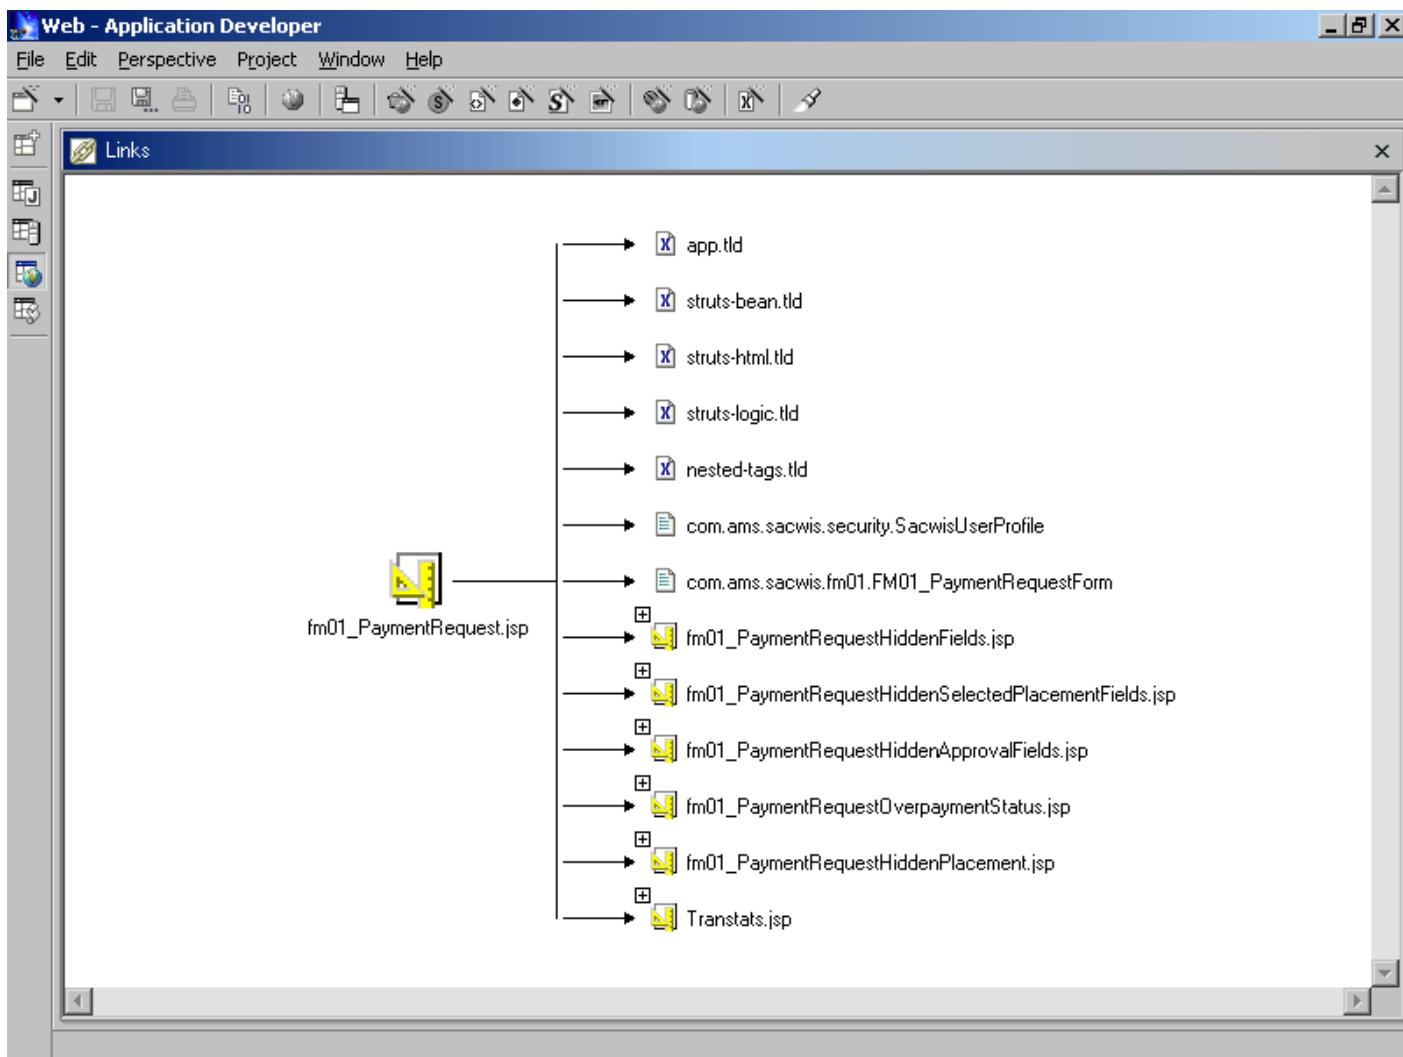 Web - Application Developer
File Edit Perspective Project Window Help
Links
app.tld
struts-bean.tld
struts-html.tld
struts-logic.tld
nested-tags.tld
com.ams.sacwis.security.SacwisUserProfile
com.ams.sacwis.fm01.FM01_PaymentRequestForm
fm01_PaymentRequest.jsp
fm01_PaymentRequestHiddenFields.jsp
fm01_PaymentRequestHiddenSelectedPlacementFields.jsp
fm01_PaymentRequestHiddenApprovalFields.jsp
fm01_PaymentRequestOverpaymentStatus.jsp
fm01_PaymentRequestHiddenPlacement.jsp
Transtats.jsp